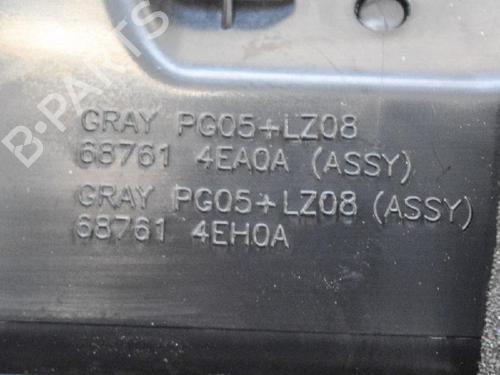 B-PARTS
GRAY PG05+LZ08
68761 4EA0A (ASSY)
GRAY PG05+LZ08 (ASSY)
68761 4EH0A